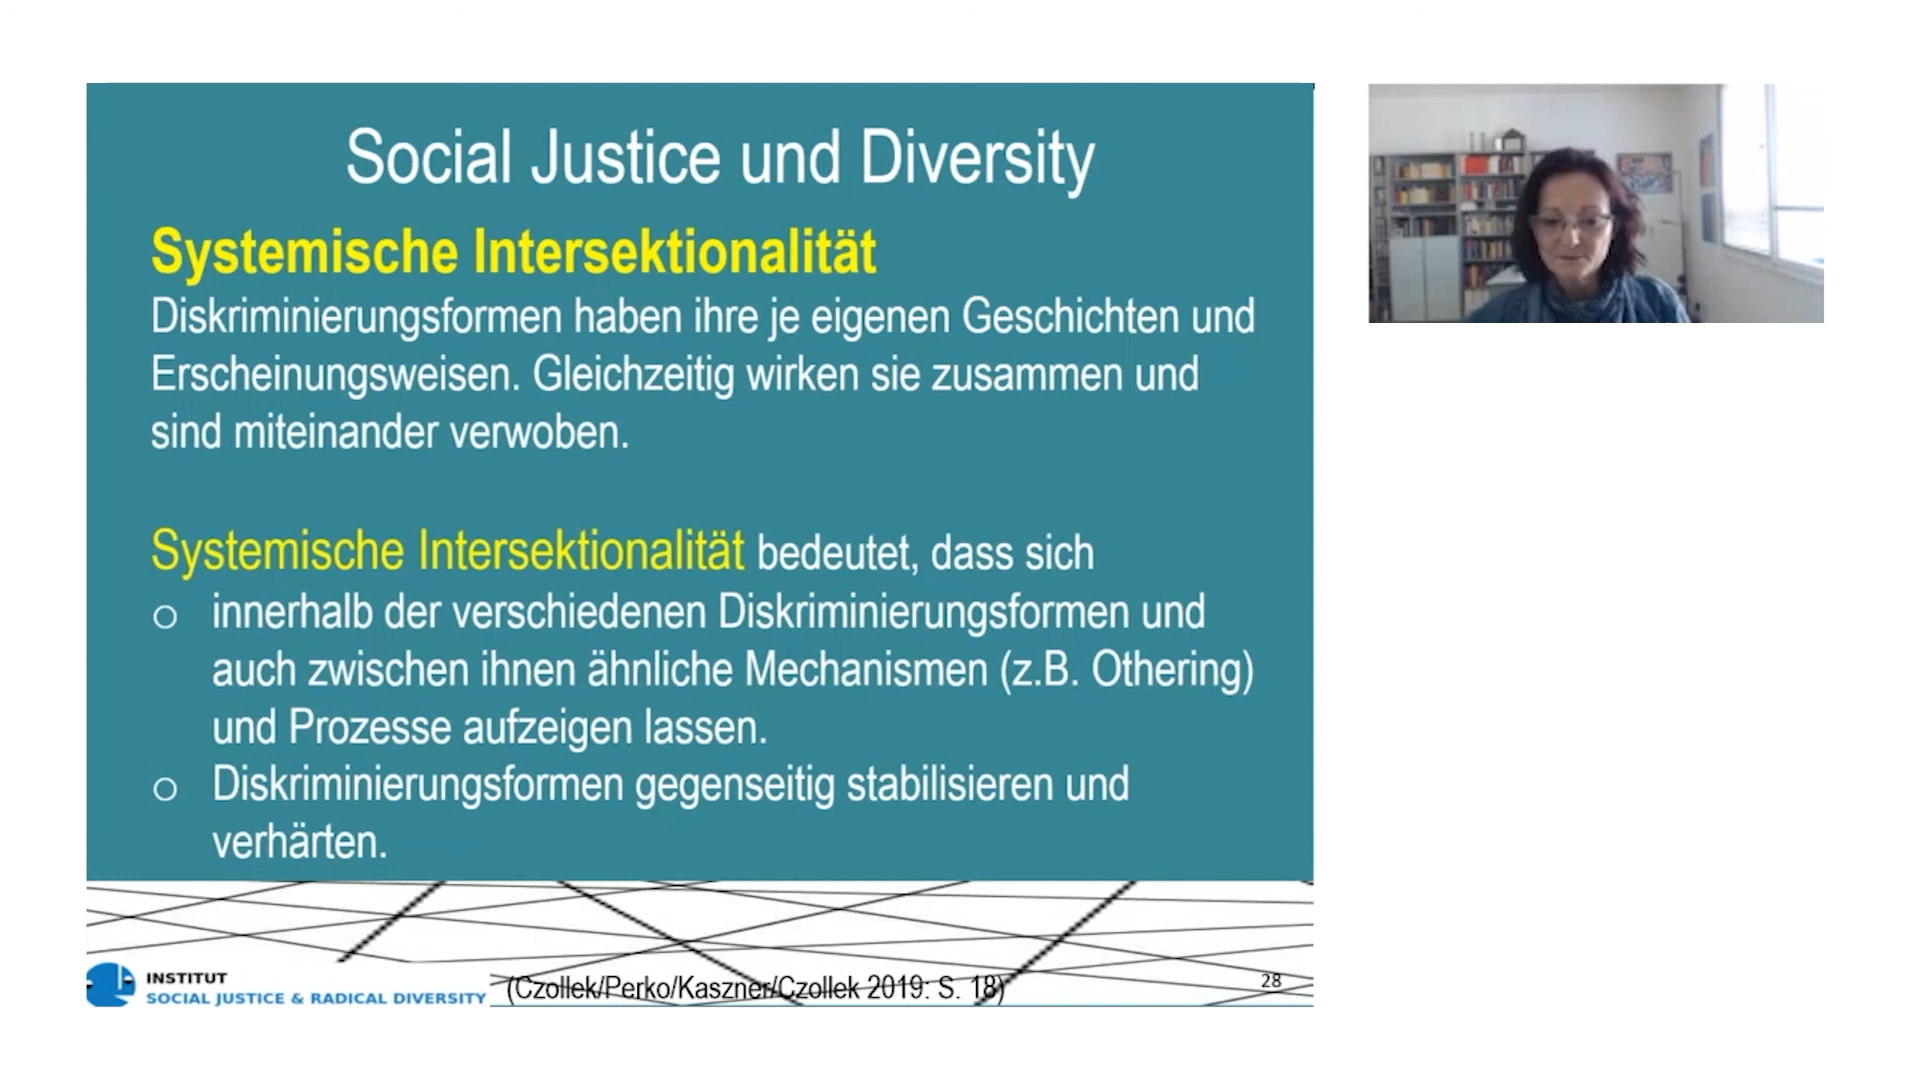 Social Justice und Diversity
Systemische Intersektionalität
Diskriminierungsformen haben ihre je eigenen Geschichten und
Erscheinungsweisen. Gleichzeitig wirken sie zusammen und
sind miteinander verwoben.
Systemische Intersektionalität bedeutet, dass sich
o innerhalb der verschiedenen Diskriminierungsformen und
auch zwischen ihnen ähnliche Mechanismen (z.B. Othering)
und Prozesse aufzeigen lassen.
o Diskriminierungsformen gegenseitig stabilisieren und
verhärten.
INSTITUT
SOCIAL JUSTICE & RADICAL DIVERSITY
(Czollek/Perko/Kaszner/Czollek 2019: S. 18)
28